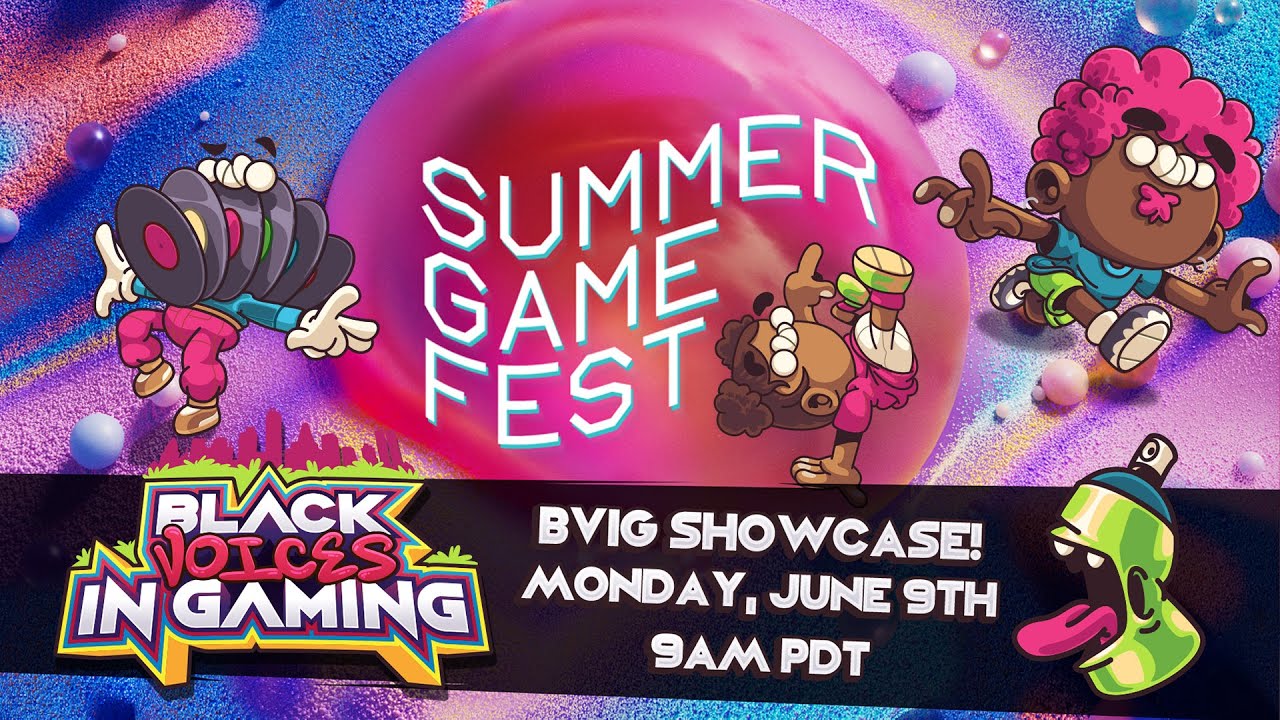 SUMMER
GAME
FEST
BLACK
VOICES
IN GAMING
BVIG SHOWCASE!
MONDAY, JUNE 9TH
9AM PDT